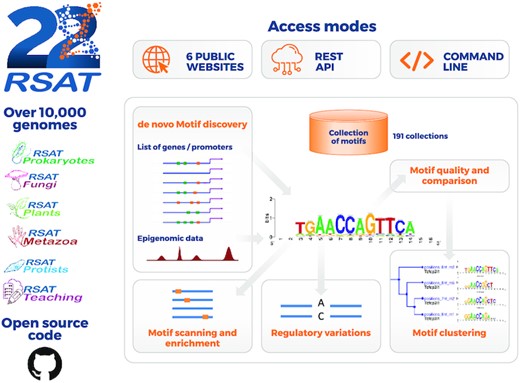 22
RSAT
Over 10,000
genomes
RSAT
Prokaryotes
RSAT
Fungi
RSAT
Plants
RSAT
Metazoa
RSAT
Protists
RSAT
Teaching
Open source
code
Access modes
6 PUBLIC
WEBSITES
REST
API
COMMAND
LINE
de novo Motif discovery
List of genes / promoters
Epigenomic data
Collection
of motifs
191 collections
Motif quality and
comparison
TGAACCAGTTCA
Motif scanning and
enrichment
A
C
Regulatory variations
Motif clustering